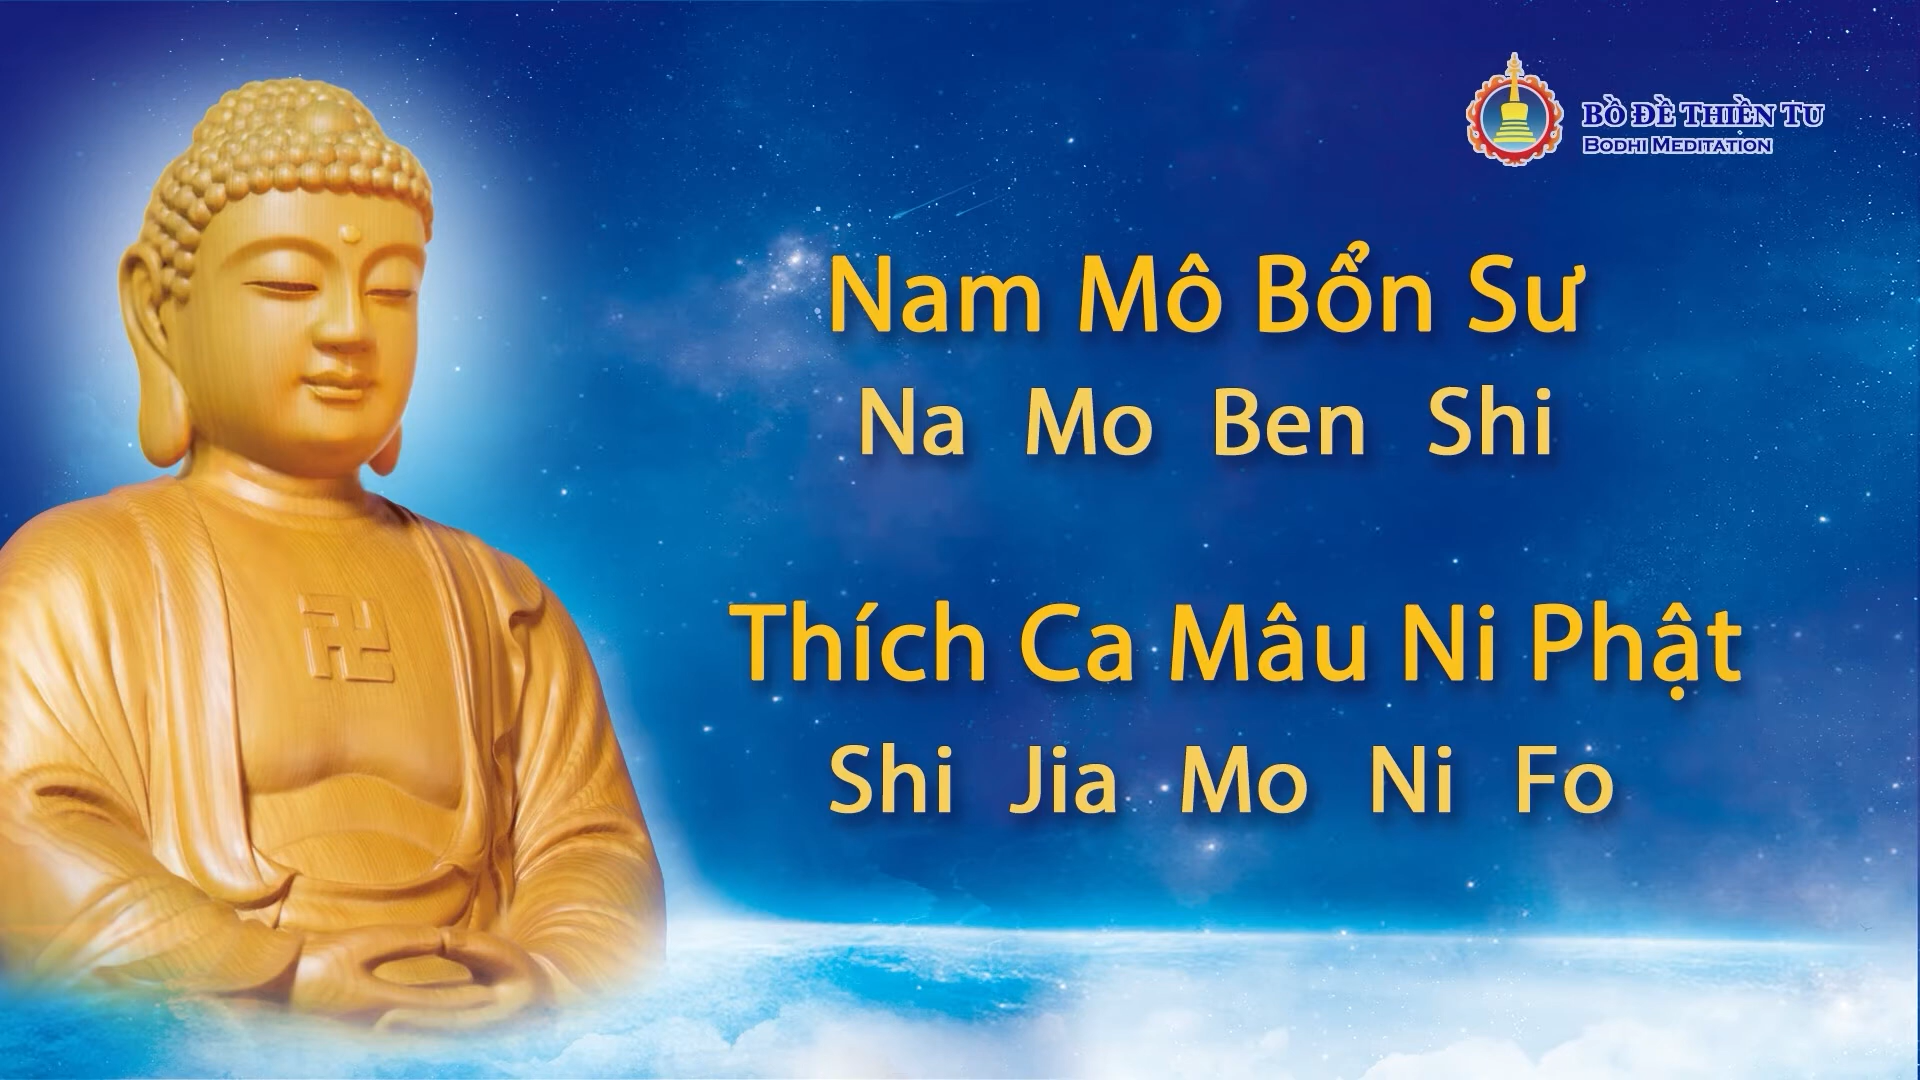 BỒ ĐỀ THIỀN TU
BODHI MEDITATION
Nam Mô Bổn Sư
Na Mo Ben Shi
Thích Ca Mâu Ni Phật
Shi Jia Mo Ni Fo